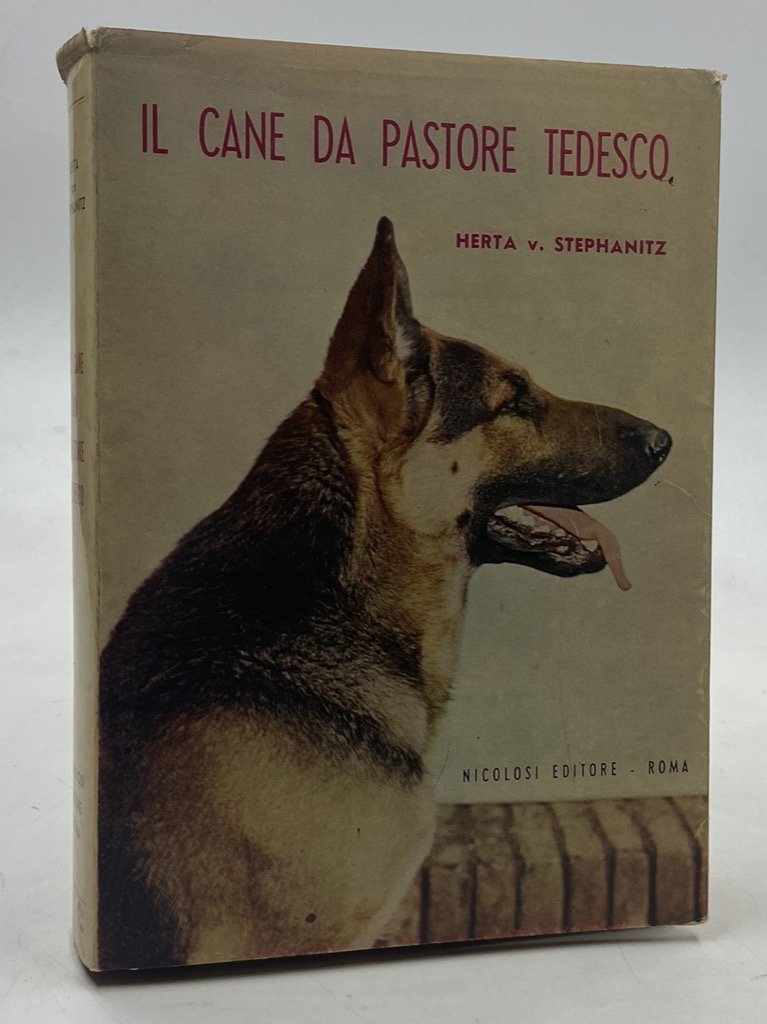 IL CANE DA PASTORE TEDESCO
HERTA v. STEPHANITZ
NICOLOSI EDITORE - ROMA